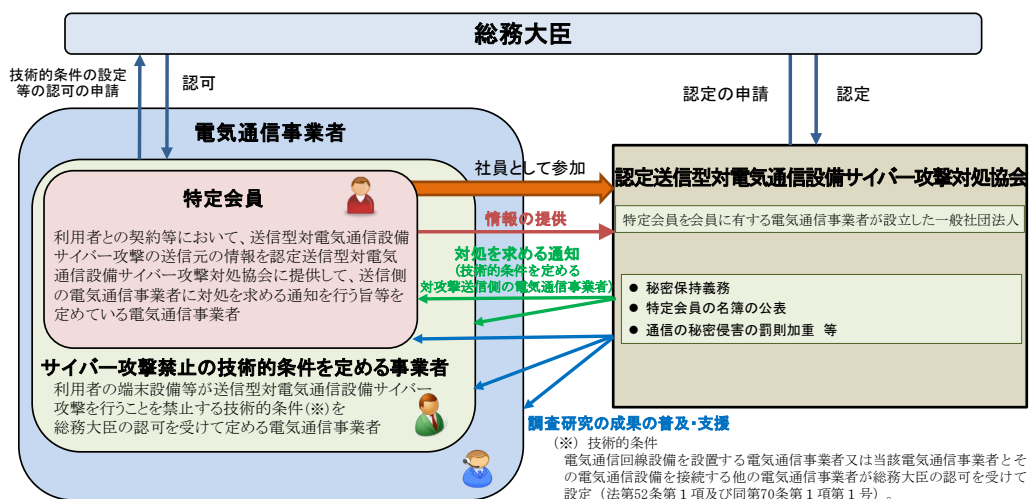 総務大臣
技術的条件の設定
等の認可の申請
認可
認定の申請
認定
電気通信事業者
特定会員
利用者との契約等において、送信型対電気通信設備
サイバー攻撃の送信元の情報を認定送信型対電気
通信設備サイバー攻撃対処協会に提供して、送信側
の電気通信事業者に対処を求める通知を行う旨等を
定めている電気通信事業者
サイバー攻撃禁止の技術的条件を定める事業者
利用者の端末設備等が送信型対電気通信設備サイバー
攻撃を行うことを禁止する技術的条件(※)を
総務大臣の認可を受けて定める電気通信事業者
社員として参加
情報の提供
対処を求める通知
(技術的条件を定める
対攻撃送信側の電気通信事業者)
認定送信型対電気通信設備サイバー攻撃対処協会
特定会員を会員に有する電気通信事業者が設立した一般社団法人
● 秘密保持義務
● 特定会員の名簿の公表
● 通信の秘密侵害の罰則加重 等
調査研究の成果の普及・支援
(※) 技術的条件
電気通信回線設備を設置する電気通信事業者又は当該電気通信事業者とそ
の電気通信設備を接続する他の電気通信事業者が総務大臣の認可を受けて
設定(法第52条第1項及び同第70条第1項第1号)。